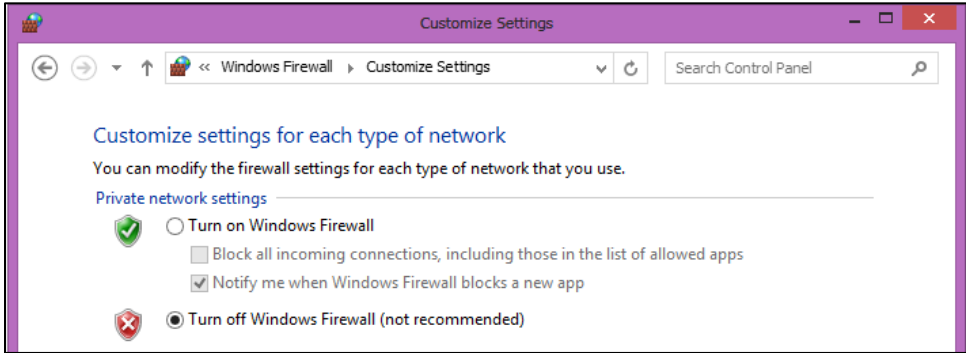 Customize Settings
« Windows Firewall Customize Settings Search Control Panel
Customize settings for each type of network
You can modify the firewall settings for each type of network that you use.
Private network settings
Turn on Windows Firewall
Block all incoming connections, including those in the list of allowed apps
Notify me when Windows Firewall blocks a new app
Turn off Windows Firewall (not recommended)